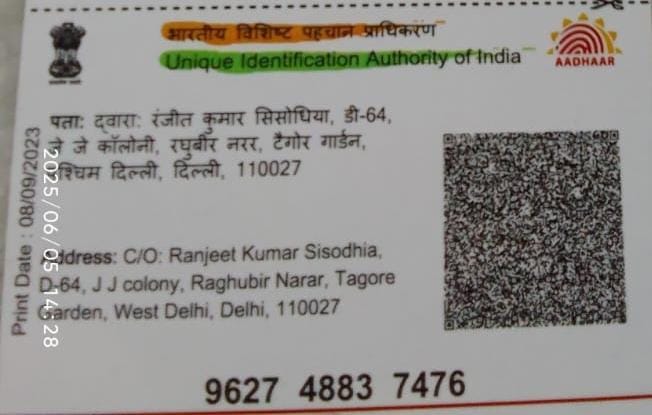 भारतीय विशिष्ट पहचान प्राधिकरण
Unique Identification Authority of India
AADHAAR
पता: द्वारा: रंजीत कुमार सिसोधिया, डी-64,
जे कॉलोनी, रघुबीर नरर, टैगोर गार्डन,
पश्चिम दिल्ली, दिल्ली, 110027
Print Date : 08/09/2023
2025/06/05 14:28
Address: C/O: Ranjeet Kumar Sisodhia,
D-64, J J colony, Raghubir Narar, Tagore
Garden, West Delhi, Delhi, 110027
9627 4883 7476